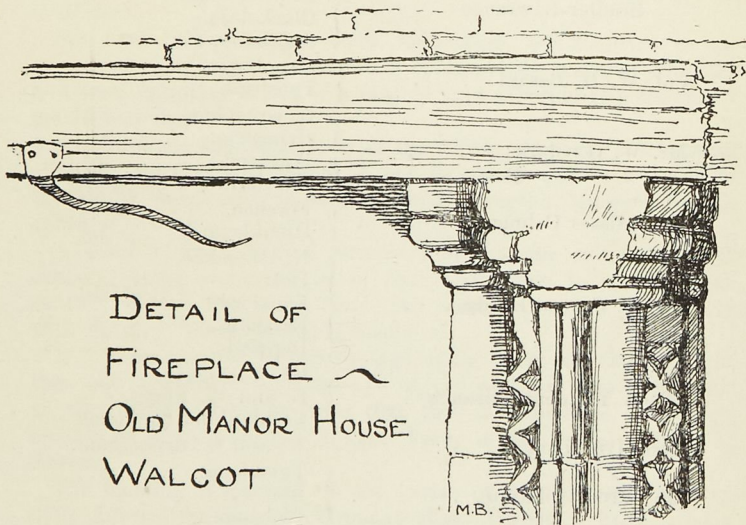 DETAIL OF
FIREPLACE ~
OLD MANOR HOUSE
WALCOT
M.B.